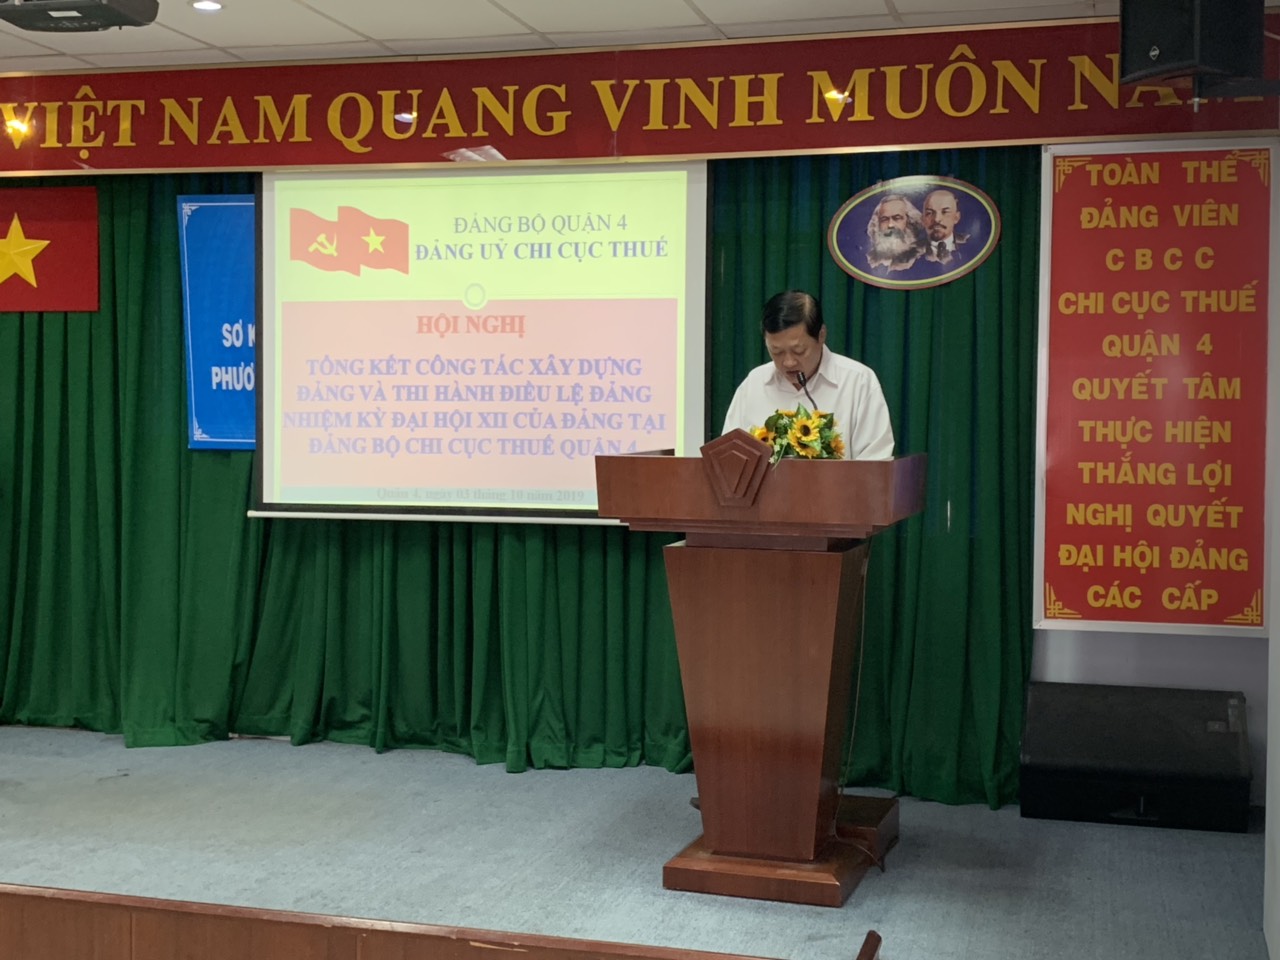 VIỆT NAM QUANG VINH MUÔN NĂM
SƠ K
PHƯƠ
ĐẢNG BỘ QUẬN 4
ĐẢNG UỶ CHI CỤC THUẾ
HỘI NGHỊ
TỔNG KẾT CÔNG TÁC XÂY DỰNG
ĐẢNG VÀ THI HÀNH ĐIỀU LỆ ĐẢNG
NHIỆM KỲ ĐẠI HỘI XII CỦA ĐẢNG TẠI
ĐẢNG BỘ CHI CỤC THUẾ QUẬN 4
Quận 4, ngày 03 tháng 10 năm 2019
TOÀN THỂ
ĐẢNG VIÊN
CBCC
CHI CỤC THUẾ
QUẬN 4
QUYẾT TÂM
THỰC HIỆN
THẮNG LỢI
NGHỊ QUYẾT
ĐẠI HỘI ĐẢNG
CÁC CẤP